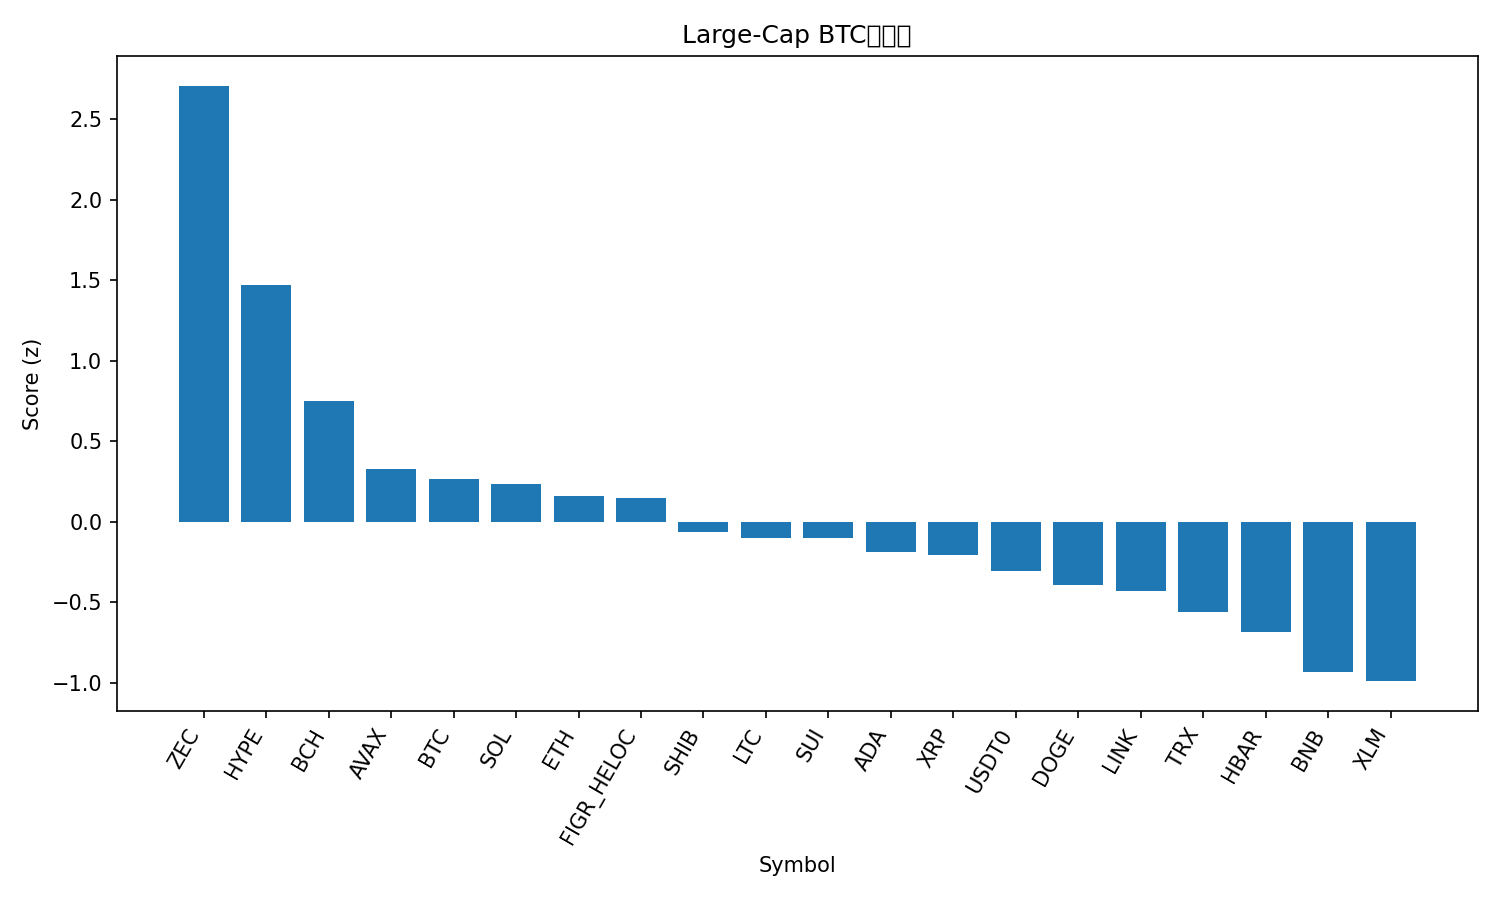 Large-Cap BTC
Score (z)
2.5
2.0
1.5
1.0
0.5
0.0
−0.5
−1.0
ZEC
HYPE
BCH
AVAX
BTC
SOL
ETH
FIGR_HELOC
SHIB
LTC
SUI
ADA
XRP
USDT0
DOGE
LINK
TRX
HBAR
BNB
XLM
Symbol